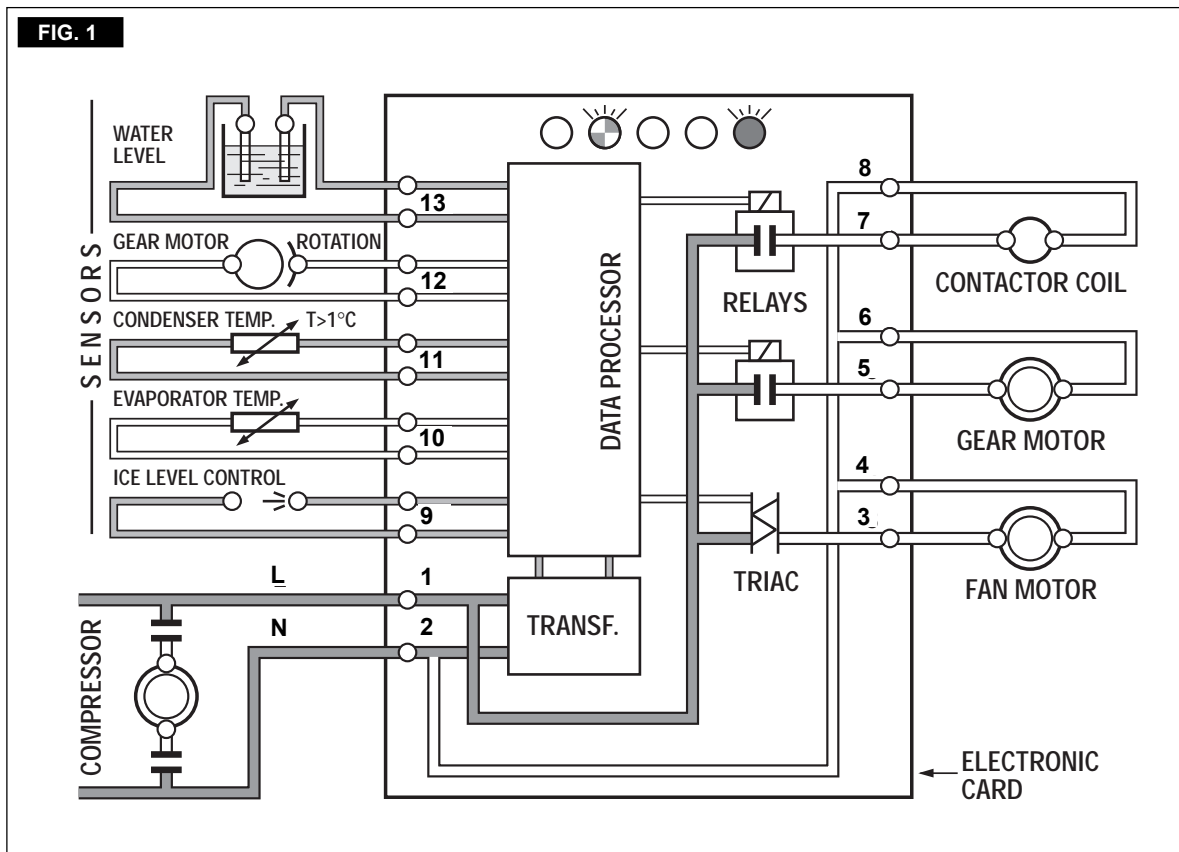 FIG. 1
SENSORS
WATER
LEVEL
13
GEAR MOTOR ROTATION
12
CONDENSER TEMP. T>1°C
11
EVAPORATOR TEMP.
10
ICE LEVEL CONTROL
9
L 1
N 2
COMPRESSOR
DATA PROCESSOR
TRANSF.
RELAYS
TRIAC
8
7
CONTACTOR COIL
6
5
GEAR MOTOR
4
3
FAN MOTOR
ELECTRONIC
CARD